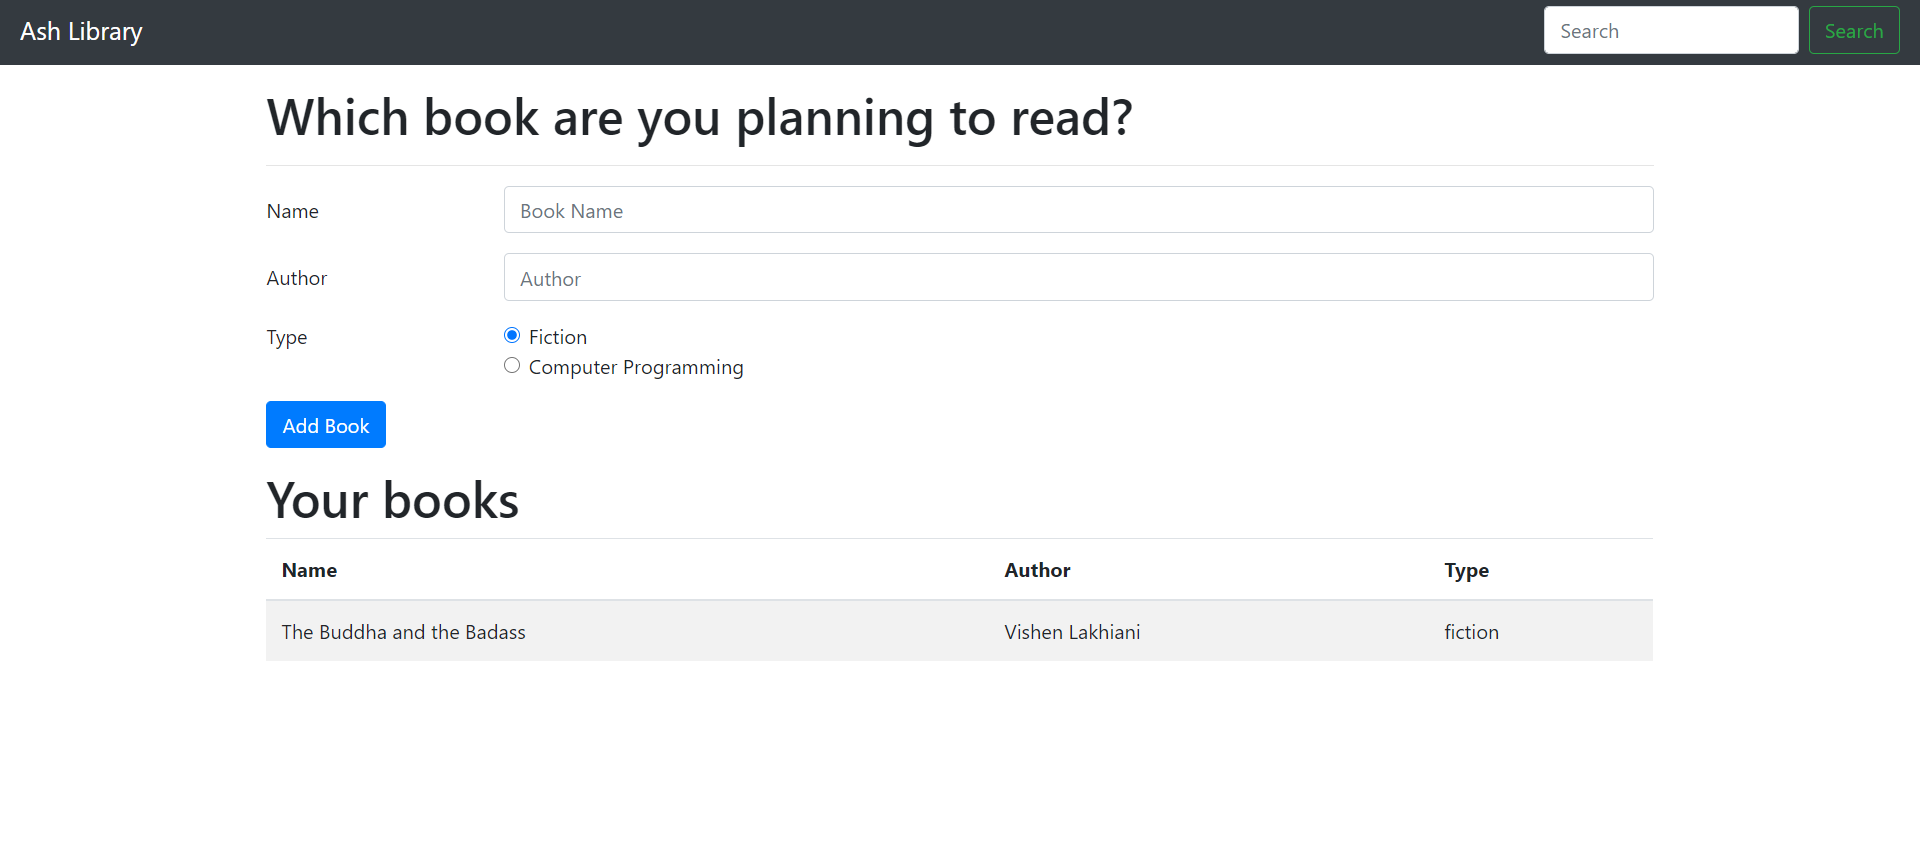 Ash Library Search Search
Which book are you planning to read?
Name Book Name
Author Author
Type Fiction
Computer Programming
Add Book
Your books
Name Author Type
The Buddha and the Badass Vishen Lakhiani fiction